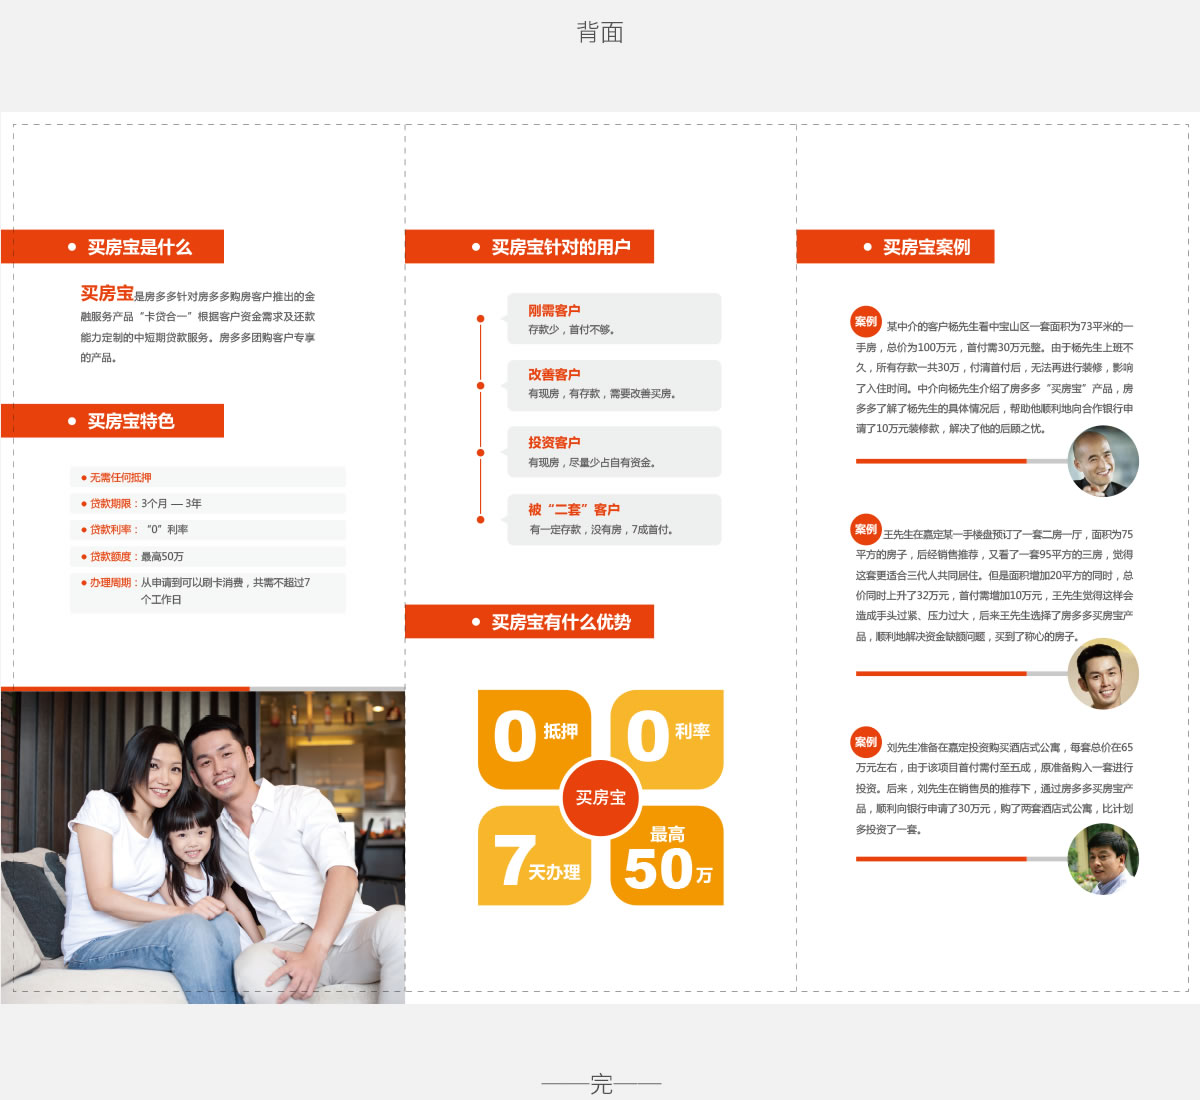 背面
买房宝是什么
买房宝是房多多针对房多多购房客户推出的金
融服务产品“卡贷合一”根据客户资金需求及还款
能力定制的中短期贷款服务。房多多团购客户专享
的产品。
买房宝特色
无需任何抵押
贷款期限：3个月 — 3年
贷款利率：“0”利率
贷款额度：最高50万
办理周期：从申请到可以刷卡消费，共需不超过7
个工作日
买房宝针对的用户
刚需客户
存款少，首付不够。
改善客户
有现房，有存款，需要改善买房。
投资客户
有现房，尽量少占自有资金。
被“二套”客户
有一定存款，没有房，7成首付。
买房宝有什么优势
0抵押
0利率
买房宝
7天办理
最高
50万
买房宝案例
案例
某中介的客户杨先生看中宝山区一套面积为73平米的一
手房，总价为100万元，首付需30万元整。由于杨先生上班不
久，所有存款一共30万，付清首付后，无法再进行装修，影响
了入住时间。中介向杨先生介绍了房多多“买房宝”产品，房
多多了解了杨先生的具体情况后，帮助他顺利地向合作银行申
请了10万元装修款，解决了他的后顾之忧。
案例
王先生在嘉定某一手楼盘预订了一套二房一厅，面积为75
平方的房子，后经销售推荐，又看了一套95平方的三房，觉得
这套更适合三代人共同居住。但是面积增加20平方的同时，总
价同时上升了32万元，首付需增加10万元，王先生觉得这样会
造成手头过紧、压力过大，后来王先生选择了房多多买房宝产
品，顺利地解决资金缺额问题，买到了称心的房子。
案例
刘先生准备在嘉定投资购买酒店式公寓，每套总价在65
万元左右，由于该项目首付需付至五成，原准备购入一套进行
投资。后来，刘先生在销售员的推荐下，通过房多多买房宝产
品，顺利向银行申请了30万元，购了两套酒店式公寓，比计划
多投资了一套。
——完——